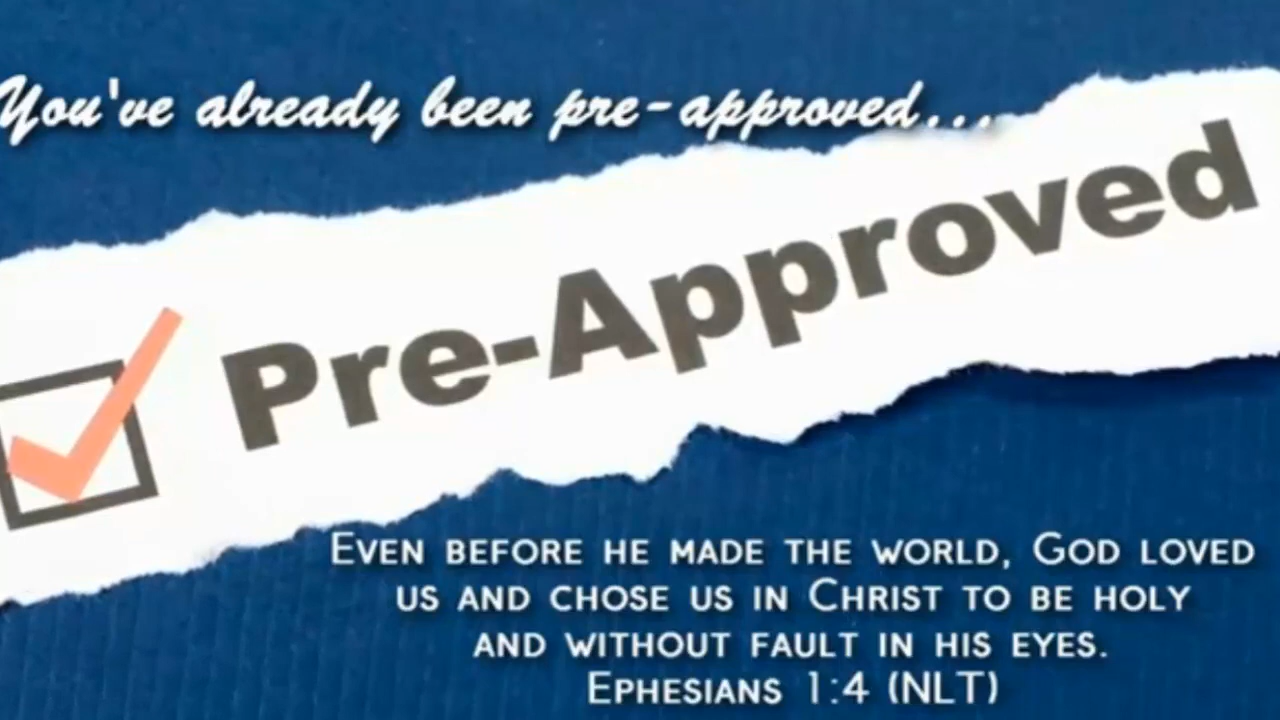 You've already been pre-approved...
Pre-Approved
Even before he made the world, God loved
us and chose us in Christ to be holy
and without fault in his eyes.
Ephesians 1:4 (NLT)